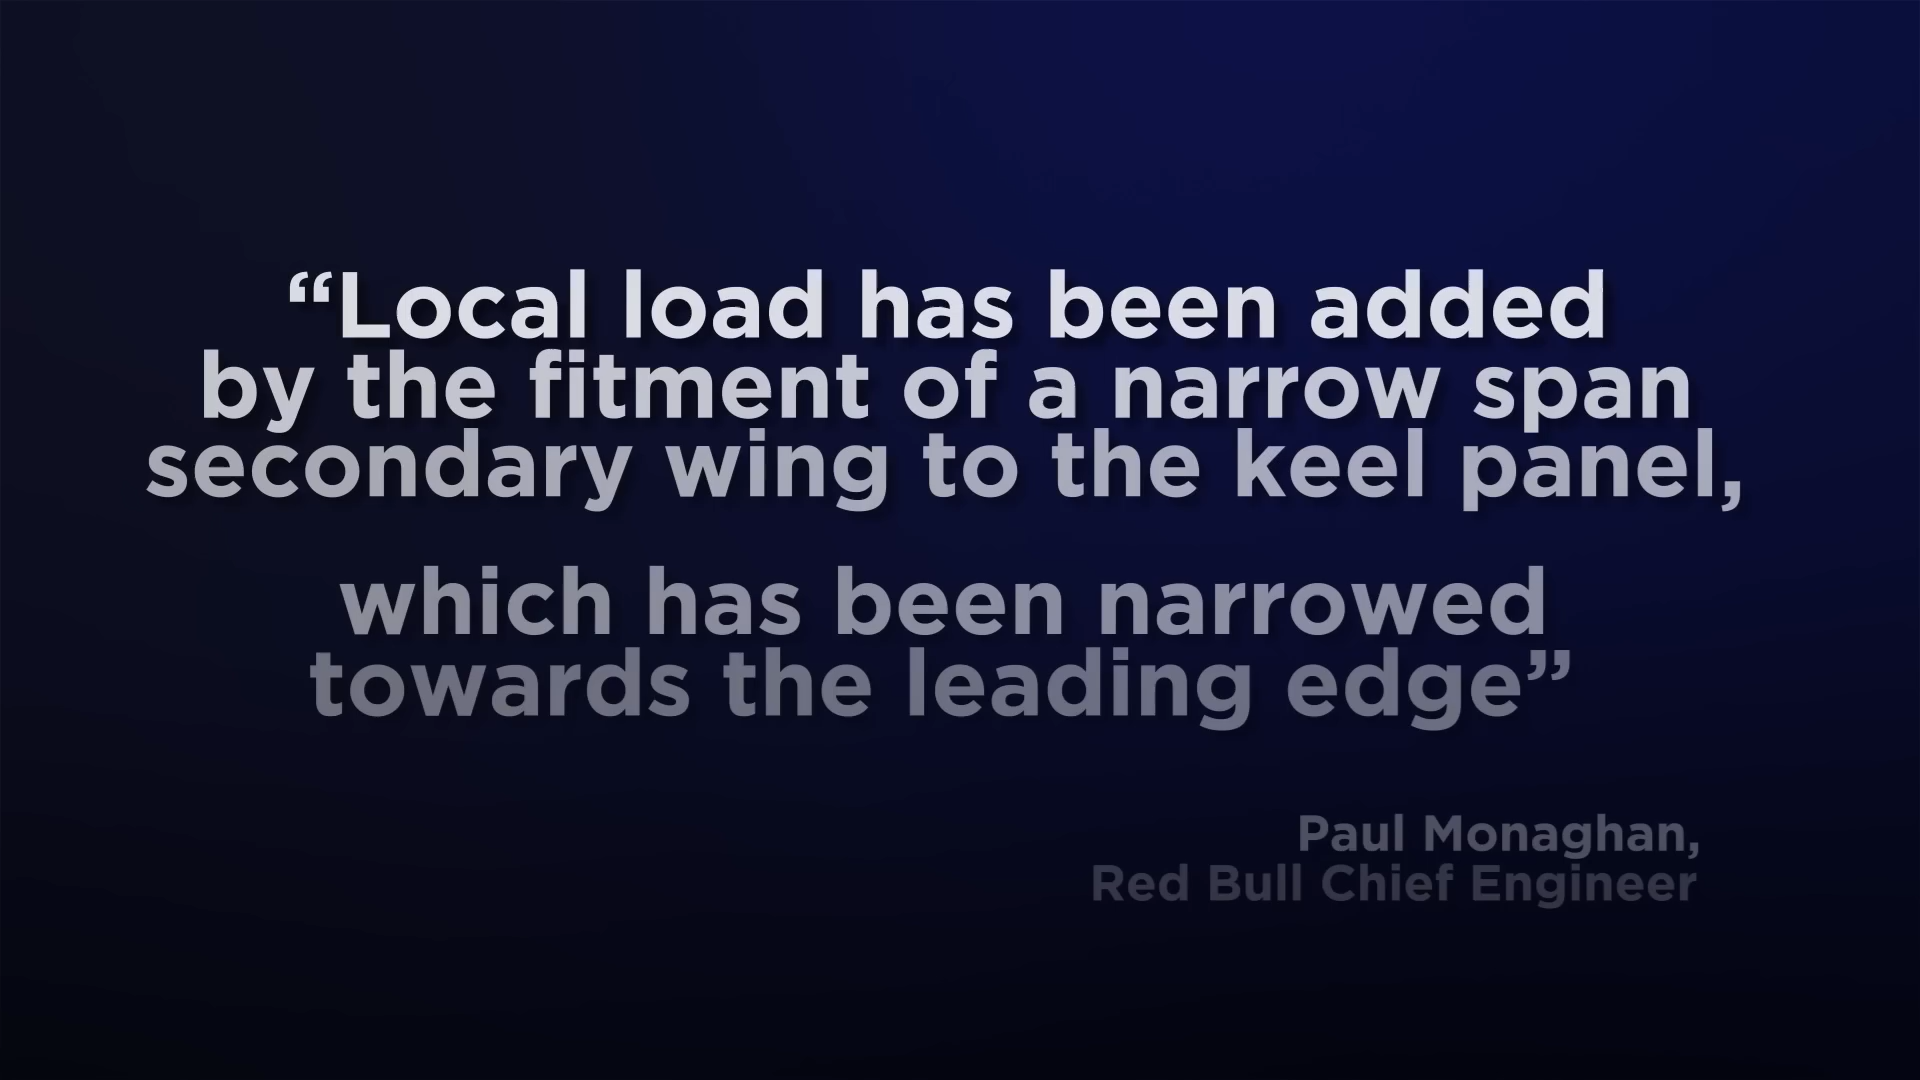 “Local load has been added
by the fitment of a narrow span
secondary wing to the keel panel,
which has been narrowed
towards the leading edge”
Paul Monaghan,
Red Bull Chief Engineer